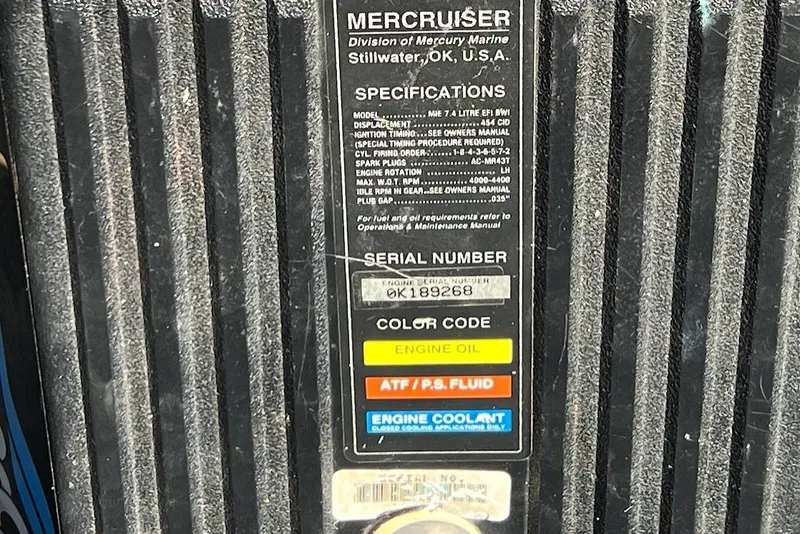 MERCRUISER
Division of Mercury Marine
Stillwater, OK, U.S.A.
SPECIFICATIONS
MODEL ............ MIE 7.4 LITRE EFI BWI
DISPLACEMENT ................ 454 CID
IGNITION TIMING....SEE OWNERS MANUAL
(SPECIAL TIMING PROCEDURE REQUIRED)
CYL. FIRING ORDER.......1-8-4-3-6-5-7-2
SPARK PLUGS ................ AC-MR43T
ENGINE ROTATION .................... LH
MAX. W.O.T. RPM............. 4000-4400
IDLE RPM IN GEAR..SEE OWNERS MANUAL
PLUG GAP........................... .035"
For fuel and oil requirements refer to
Operations & Maintenance Manual
SERIAL NUMBER
ENGINE SERIAL NUMBER
0K189268
COLOR CODE
ENGINE OIL
ATF / P.S. FLUID
ENGINE COOLANT
CLOSED COOLING APPLICATIONS ONLY
SERIAL NO.